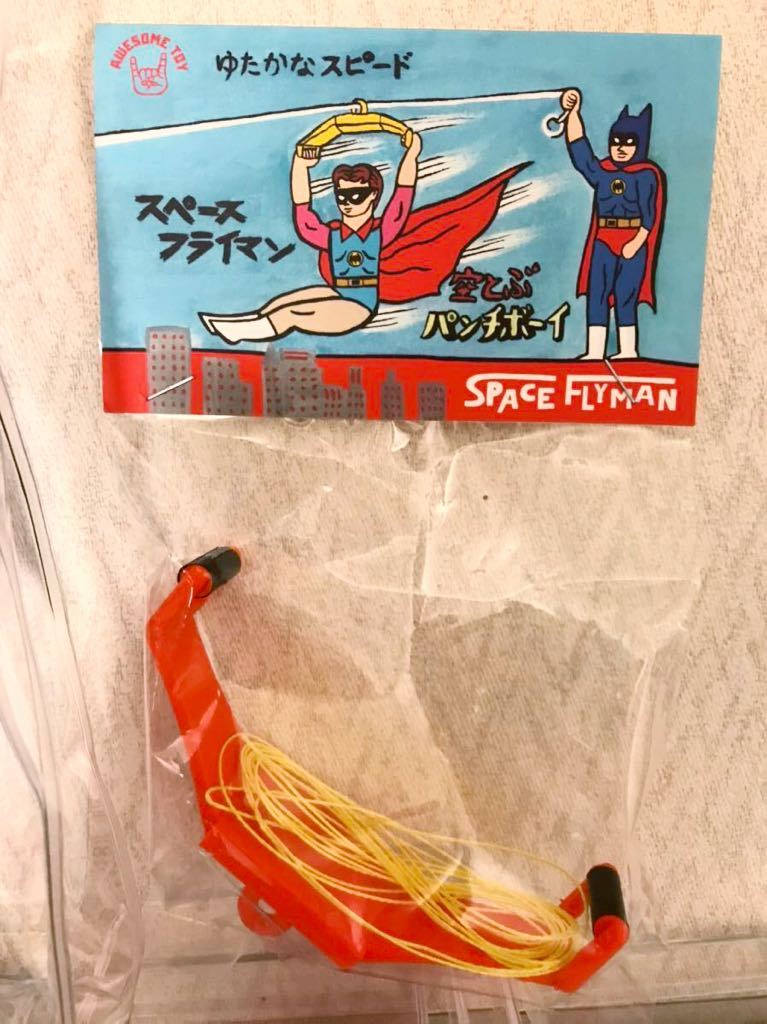 AWESOME TOY
ゆたかなスピード
スペース
フライマン
空とぶ
パンチボーイ
SPACE FLYMAN